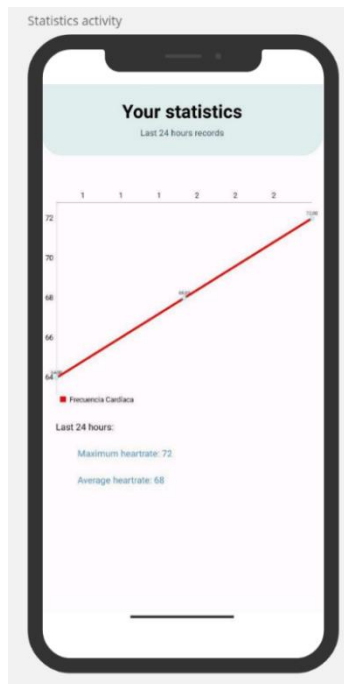 Statistics activity
Your statistics
Last 24 hours records
1 1 1 2 2 2
72
70
68
66
64
Frecuencia Cardíaca
Last 24 hours:
Maximum heartrate: 72
Average heartrate: 68